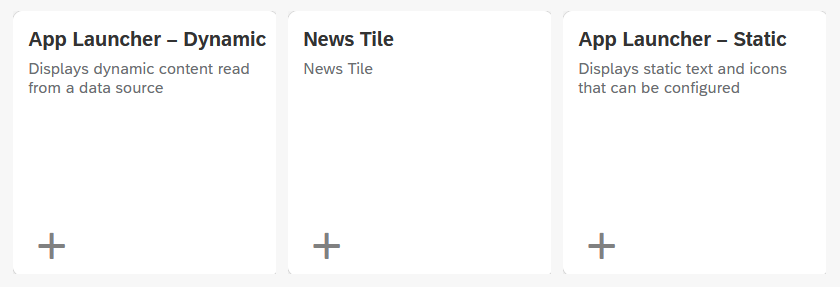 App Launcher – Dynamic
Displays dynamic content read
from a data source
News Tile
News Tile
App Launcher – Static
Displays static text and icons
that can be configured